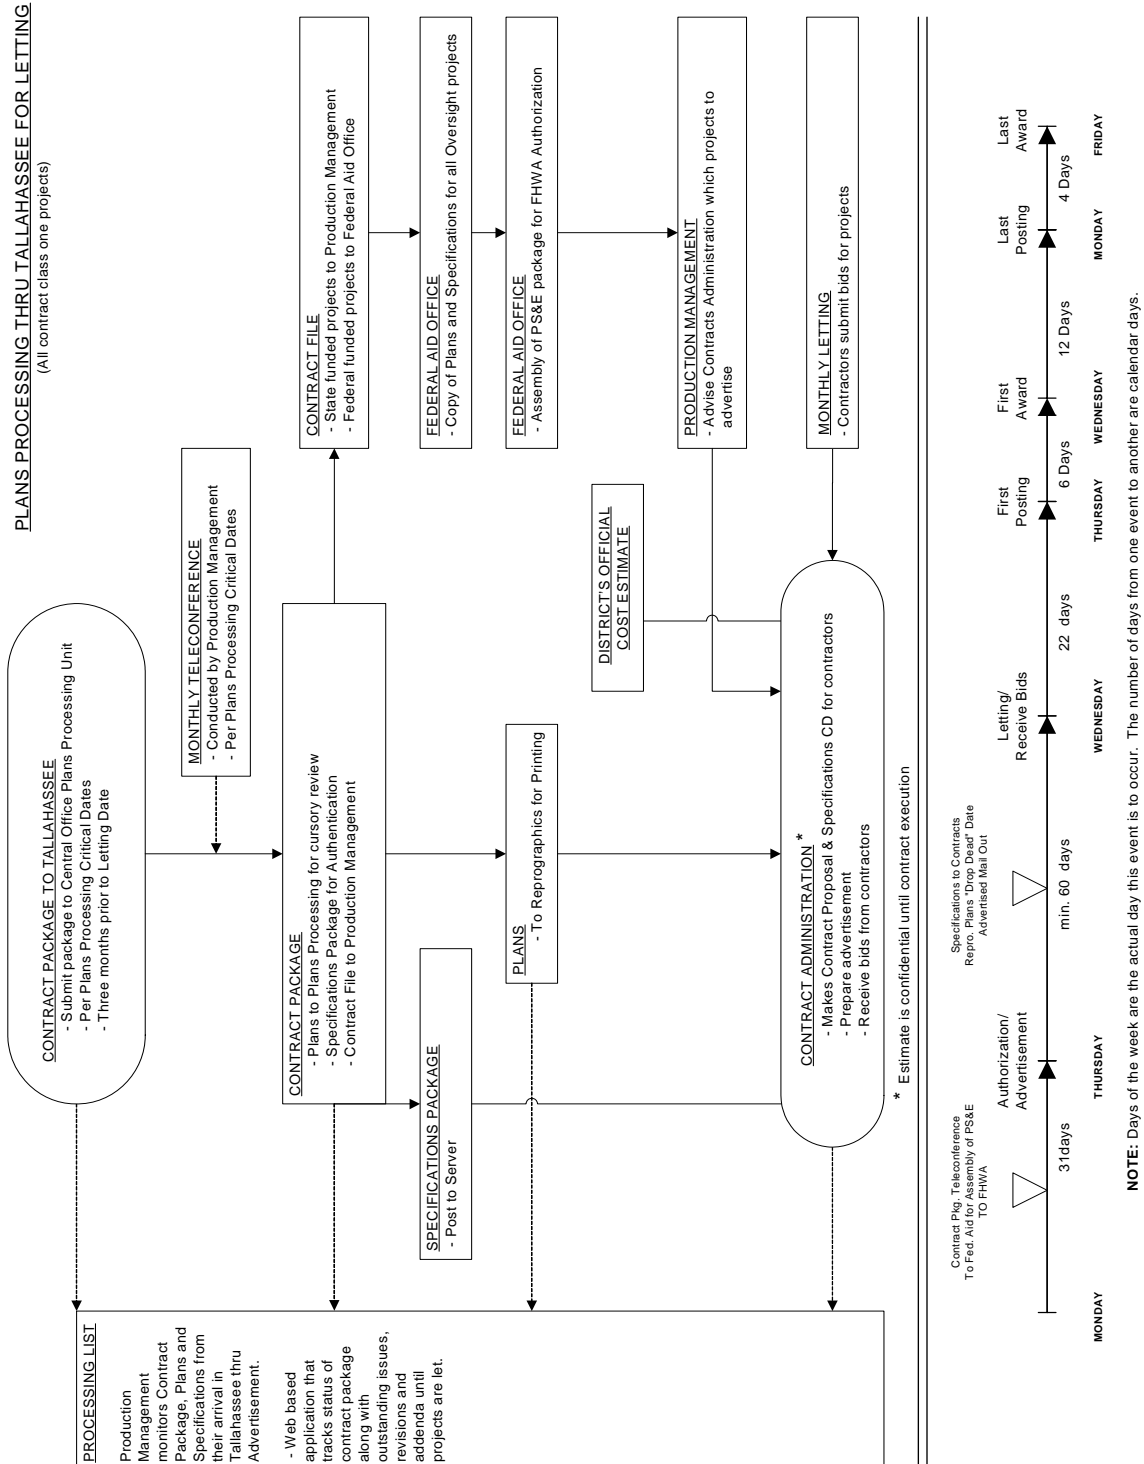 PLANS PROCESSING THRU TALLAHASSEE FOR LETTING
(All contract class one projects)
CONTRACT PACKAGE TO TALLAHASSEE
- Submit package to Central Office Plans Processing Unit
- Per Plans Processing Critical Dates
- Three months prior to Letting Date
MONTHLY TELECONFERENCE
- Conducted by Production Management
- Per Plans Processing Critical Dates
PROCESSING LIST
Production
Management
monitors Contract
Package, Plans and
Specifications from
their arrival in
Tallahassee thru
Advertisement.
- Web based
application that
tracks status of
contract package
along with
outstanding issues,
revisions and
addenda until
projects are let.
CONTRACT PACKAGE
- Plans to Plans Processing for cursory review
- Specifications Package for Authentication
- Contract File to Production Management
CONTRACT FILE
- State funded projects to Production Management
- Federal funded projects to Federal Aid Office
SPECIFICATIONS PACKAGE
- Post to Server
FEDERAL AID OFFICE
- Copy of Plans and Specifications for all Oversight projects
PLANS
- To Reprographics for Printing
FEDERAL AID OFFICE
- Assembly of PS&E package for FHWA Authorization
DISTRICT'S OFFICIAL
COST ESTIMATE
PRODUCTION MANAGEMENT
- Advise Contracts Administration which projects to
advertise
CONTRACT ADMINISTRATION *
- Makes Contract Proposal & Specifications CD for contractors
- Prepare advertisement
- Receive bids from contractors
MONTHLY LETTING
- Contractors submit bids for projects
* Estimate is confidential until contract execution
Contract Pkg. Teleconference
To Fed. Aid for Assembly of PS&E
TO FHWA
Authorization/
Advertisement
Specifications to Contracts
Repro. Plans "Drop Dead" Date
Advertised Mail Out
Letting/
Receive Bids
First
Posting
First
Award
Last
Posting
Last
Award
31days
min. 60 days
22 days
6 Days
12 Days
4 Days
MONDAY
THURSDAY
WEDNESDAY
THURSDAY
WEDNESDAY
MONDAY
FRIDAY
NOTE: Days of the week are the actual day this event is to occur. The number of days from one event to another are calendar days.